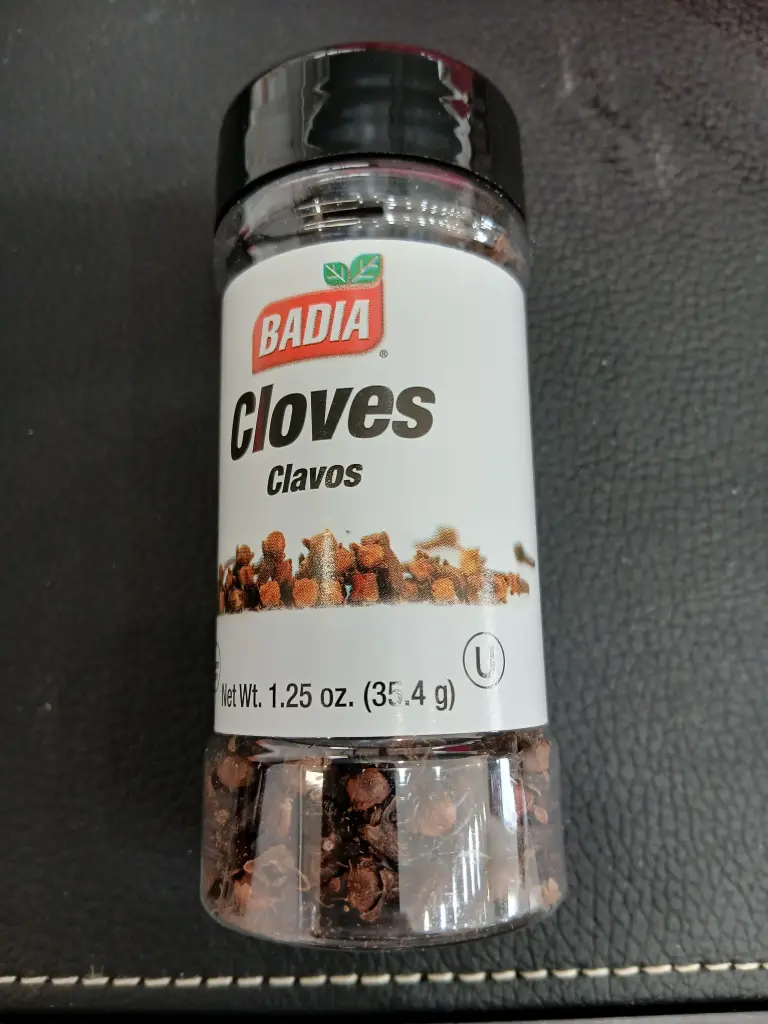 BADIA®
Cloves
Clavos
U
Net Wt. 1.25 oz. (35.4 g)